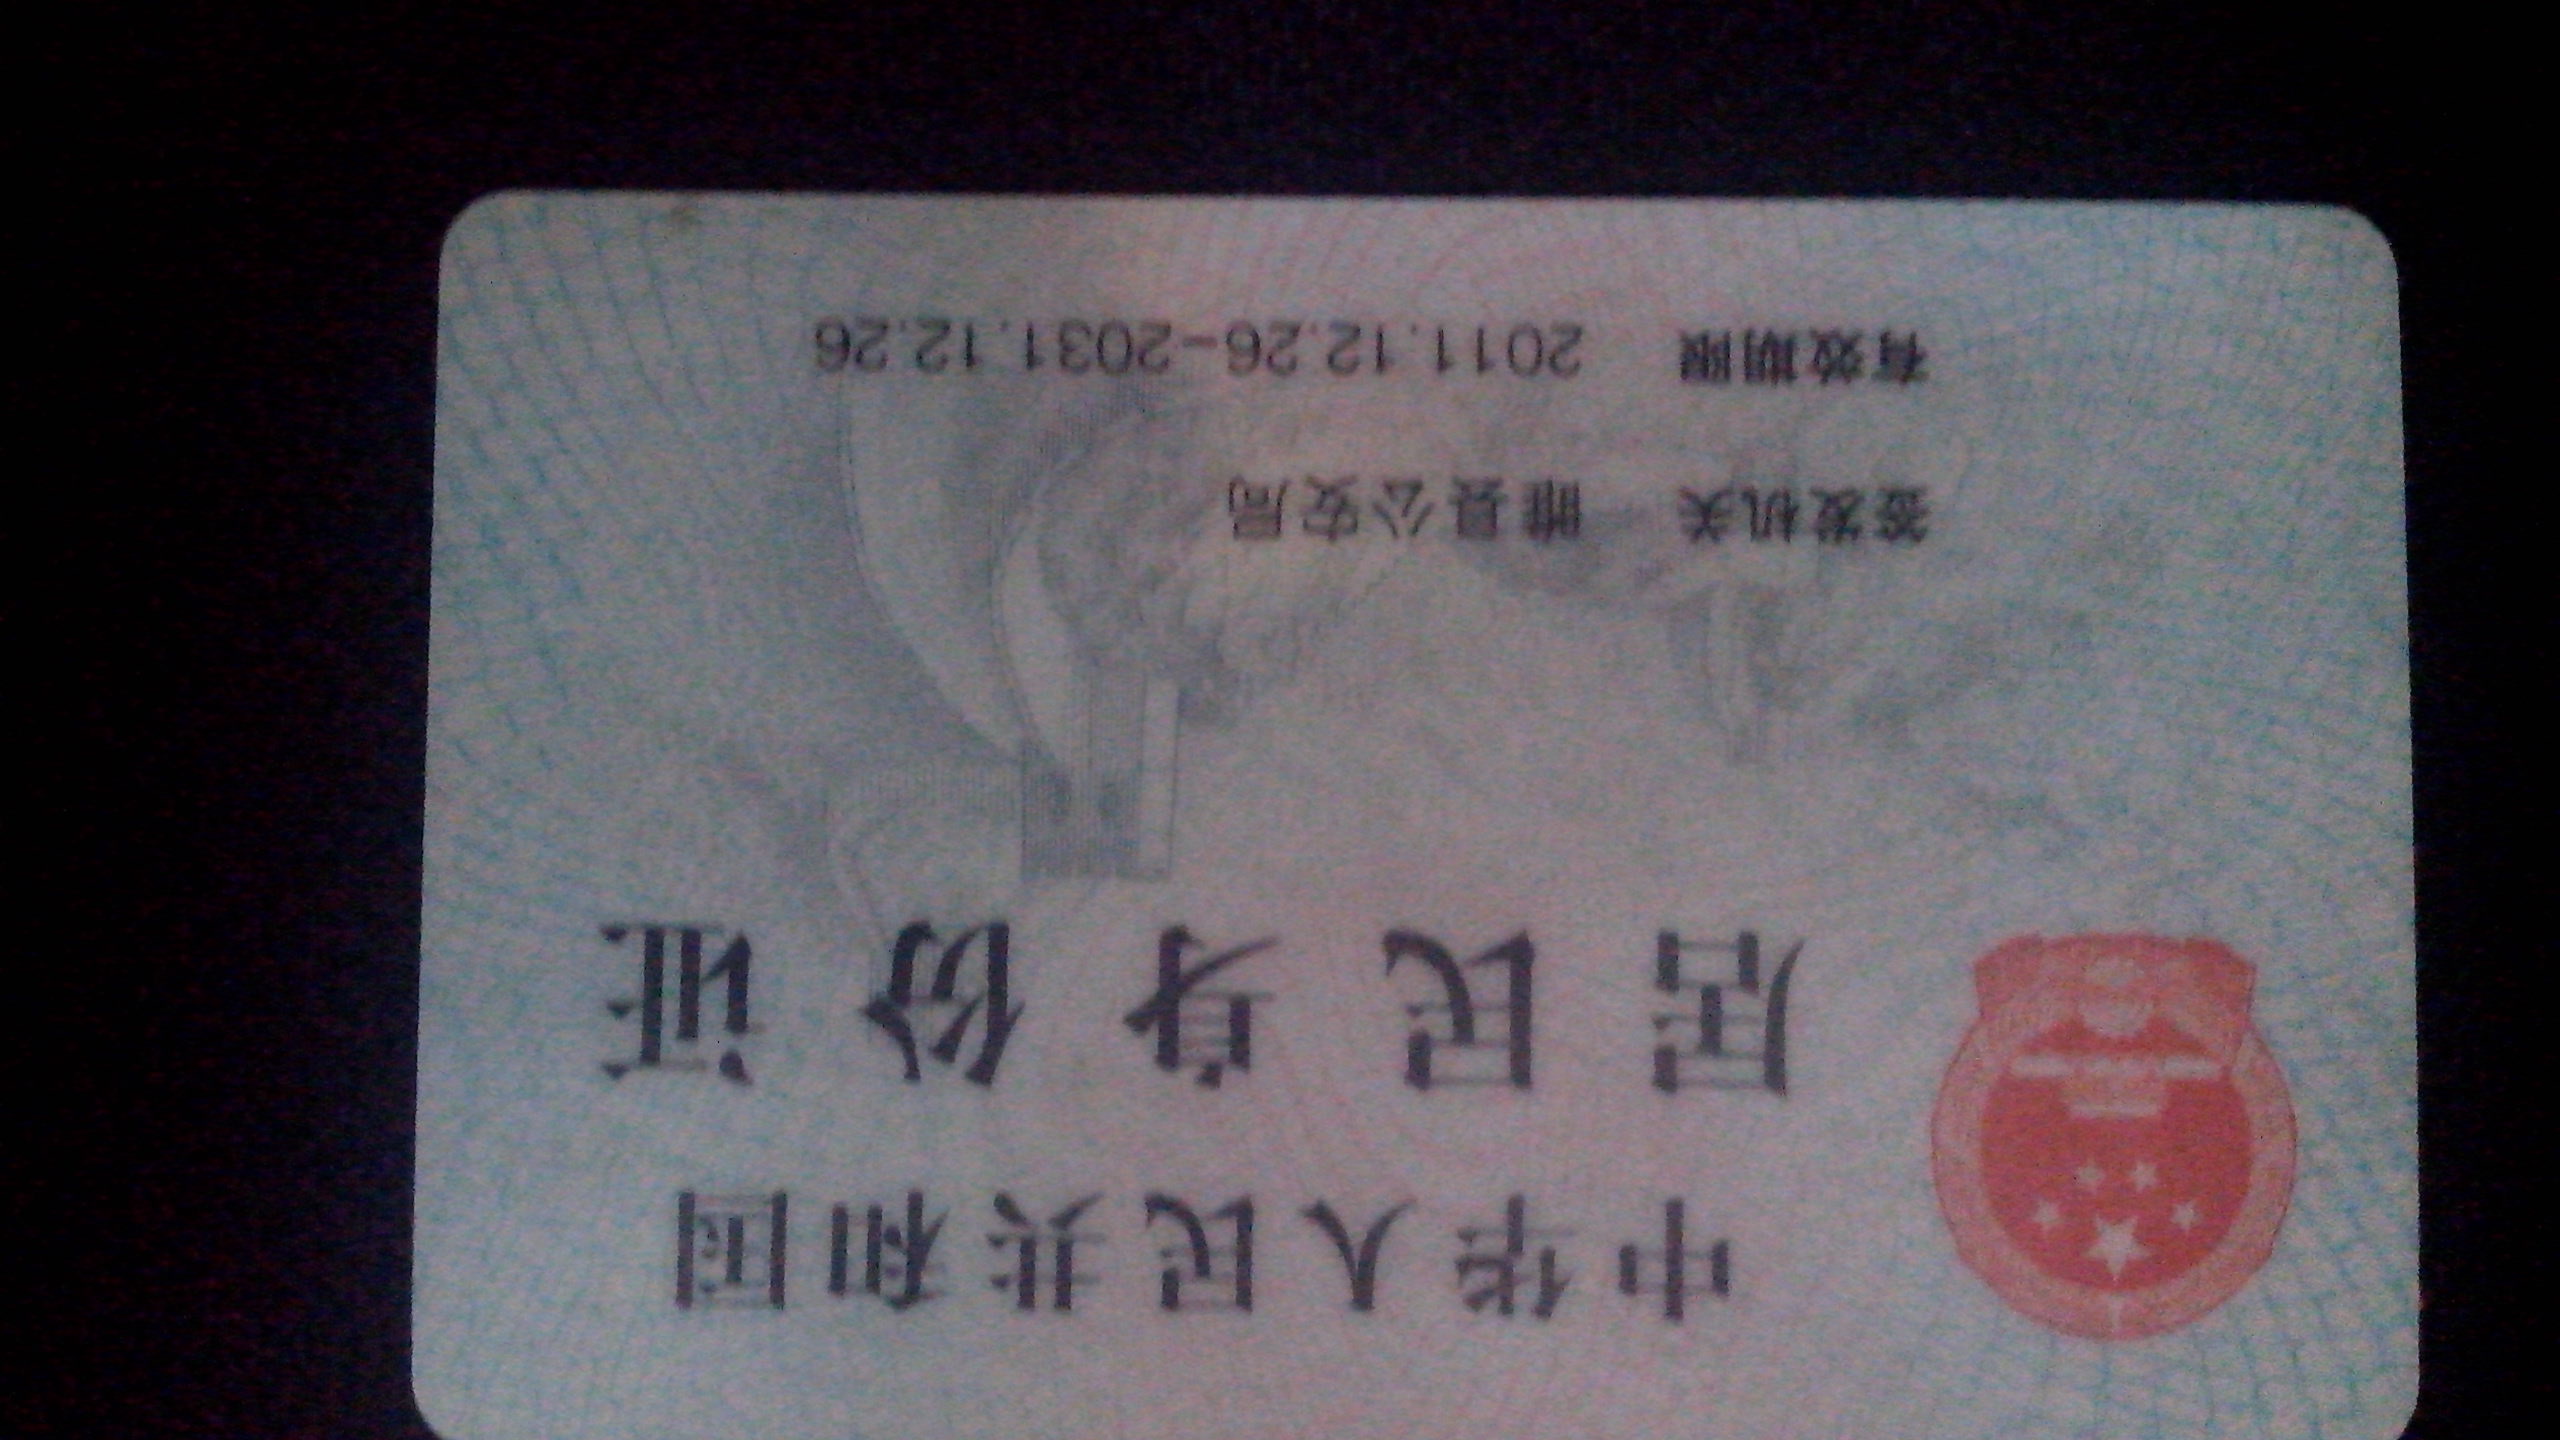 中华人民共和国
居民身份证
签发机关 睢县公安局
有效期限 2011.12.26-2031.12.26